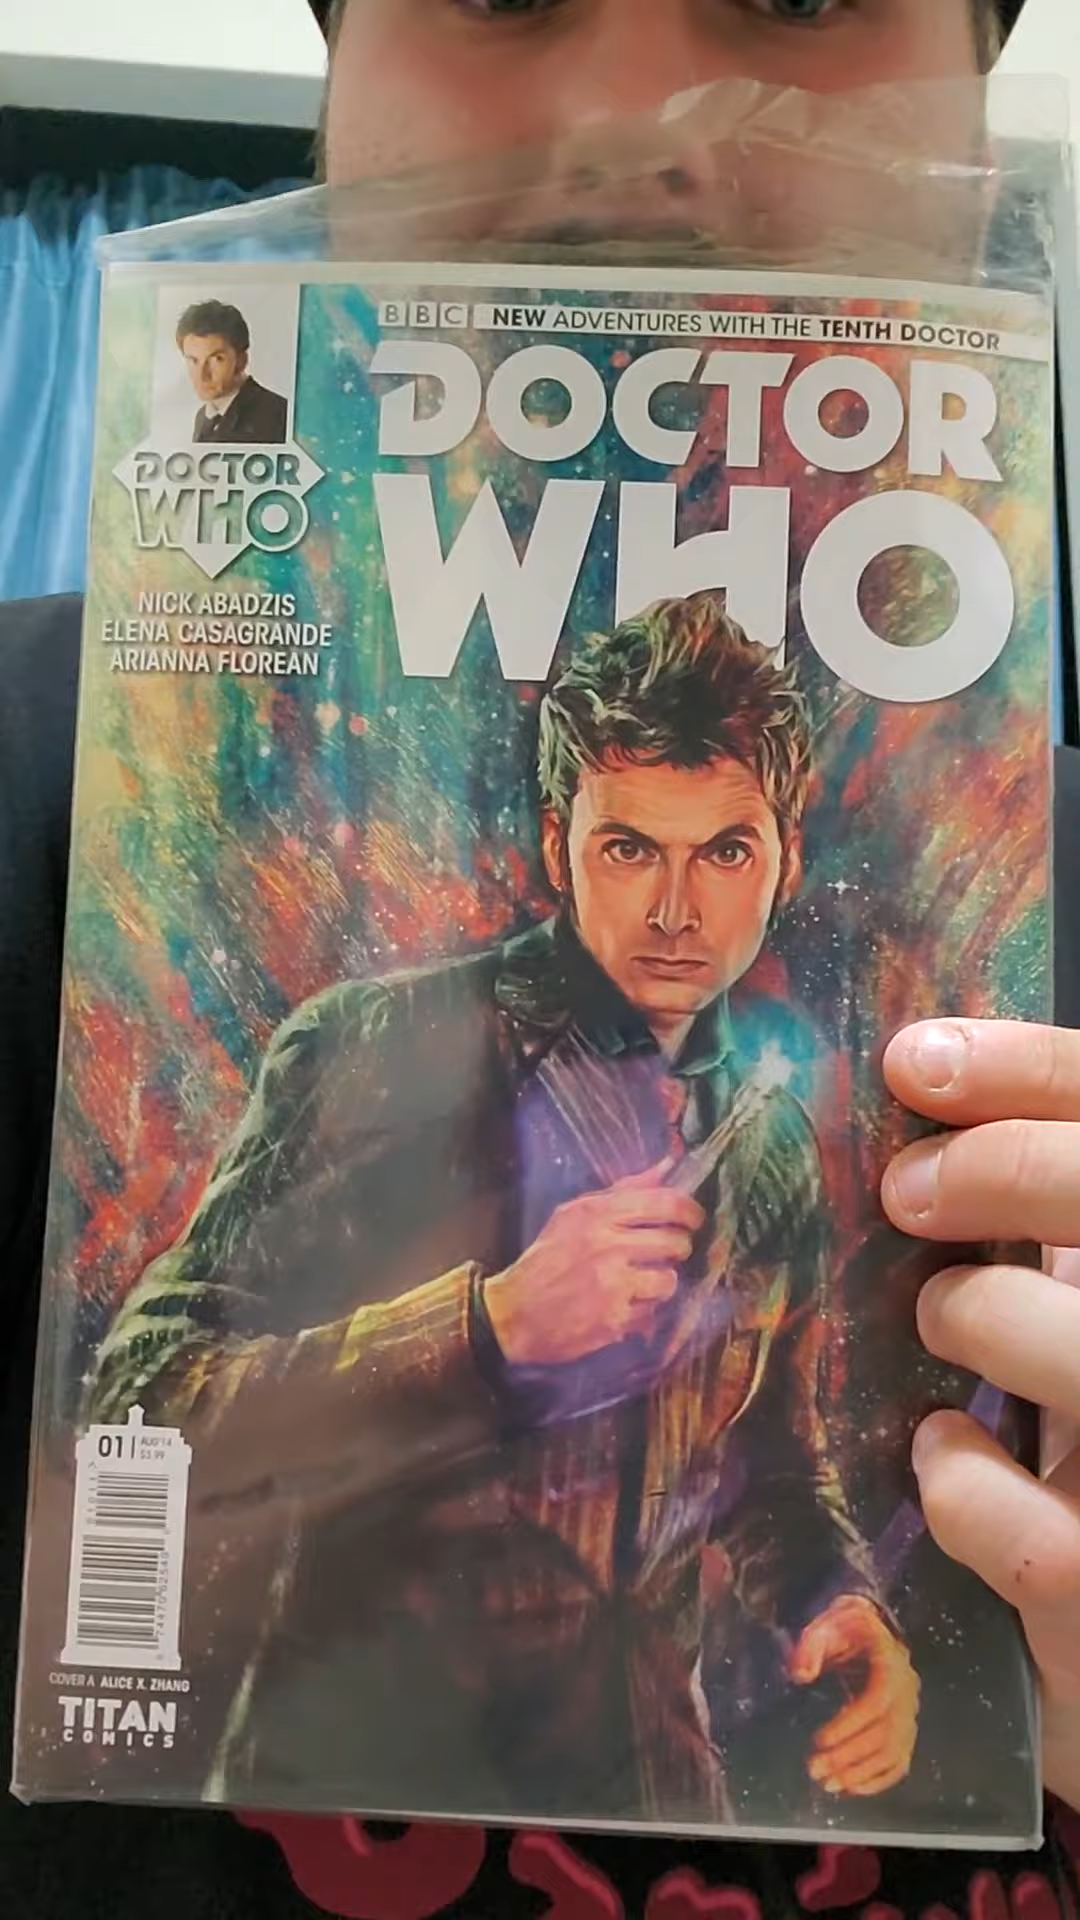 BBC NEW ADVENTURES WITH THE TENTH DOCTOR
DOCTOR
WHO
DOCTOR
WHO
NICK ABADZIS
ELENA CASAGRANDE
ARIANNA FLOREAN
01 AUG'14
$3.99
COVER A ALICE X. ZHANG
TITAN
COMICS